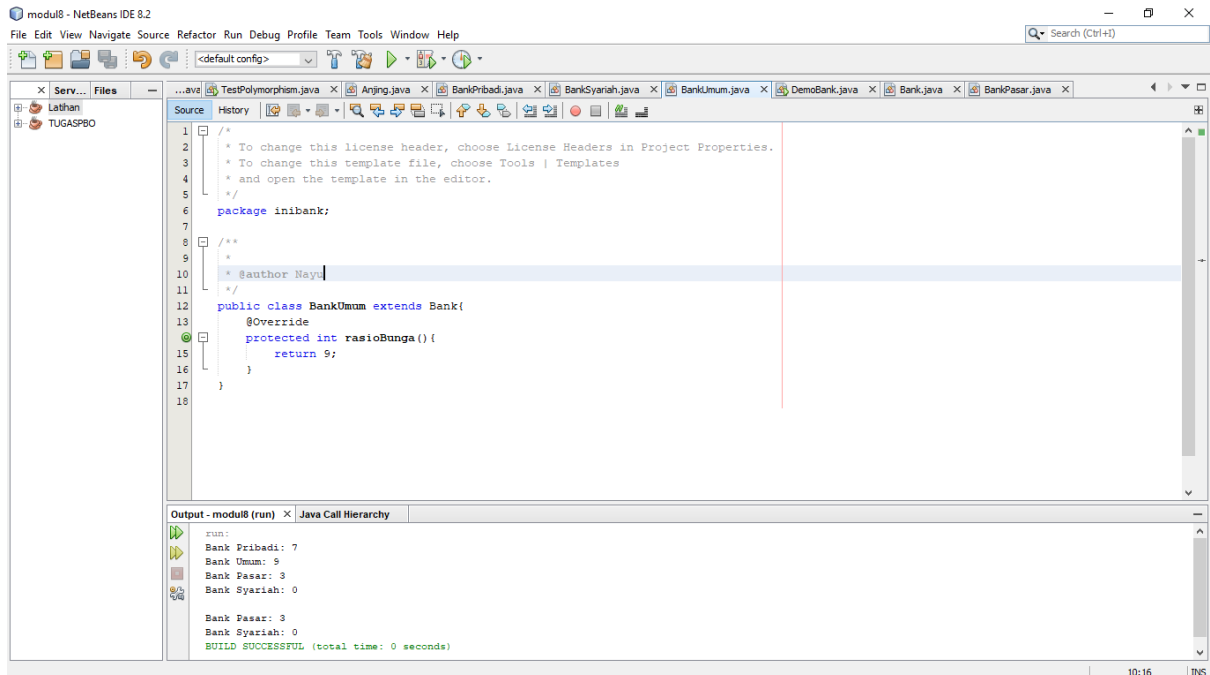 modul8 - NetBeans IDE 8.2
File Edit View Navigate Source Refactor Run Debug Profile Team Tools Window Help
Search (Ctrl+I)
<default config>
Serv... Files
...ava TestPolymorphism.java Anjing.java BankPribadi.java BankSyariah.java BankUmum.java DemoBank.java Bank.java BankPasar.java
Latihan
TUGASPBO
Source History
1 /*
2 * To change this license header, choose License Headers in Project Properties.
3 * To change this template file, choose Tools | Templates
4 * and open the template in the editor.
5 */
6 package inibank;
7
8 /**
9 *
10 * @author Nayu
11 */
12 public class BankUmum extends Bank{
13 @Override
protected int rasioBunga(){
15 return 9;
16 }
17 }
18
Output - modul8 (run) Java Call Hierarchy
run:
Bank Pribadi: 7
Bank Umum: 9
Bank Pasar: 3
Bank Syariah: 0
Bank Pasar: 3
Bank Syariah: 0
BUILD SUCCESSFUL (total time: 0 seconds)
10:16 INS